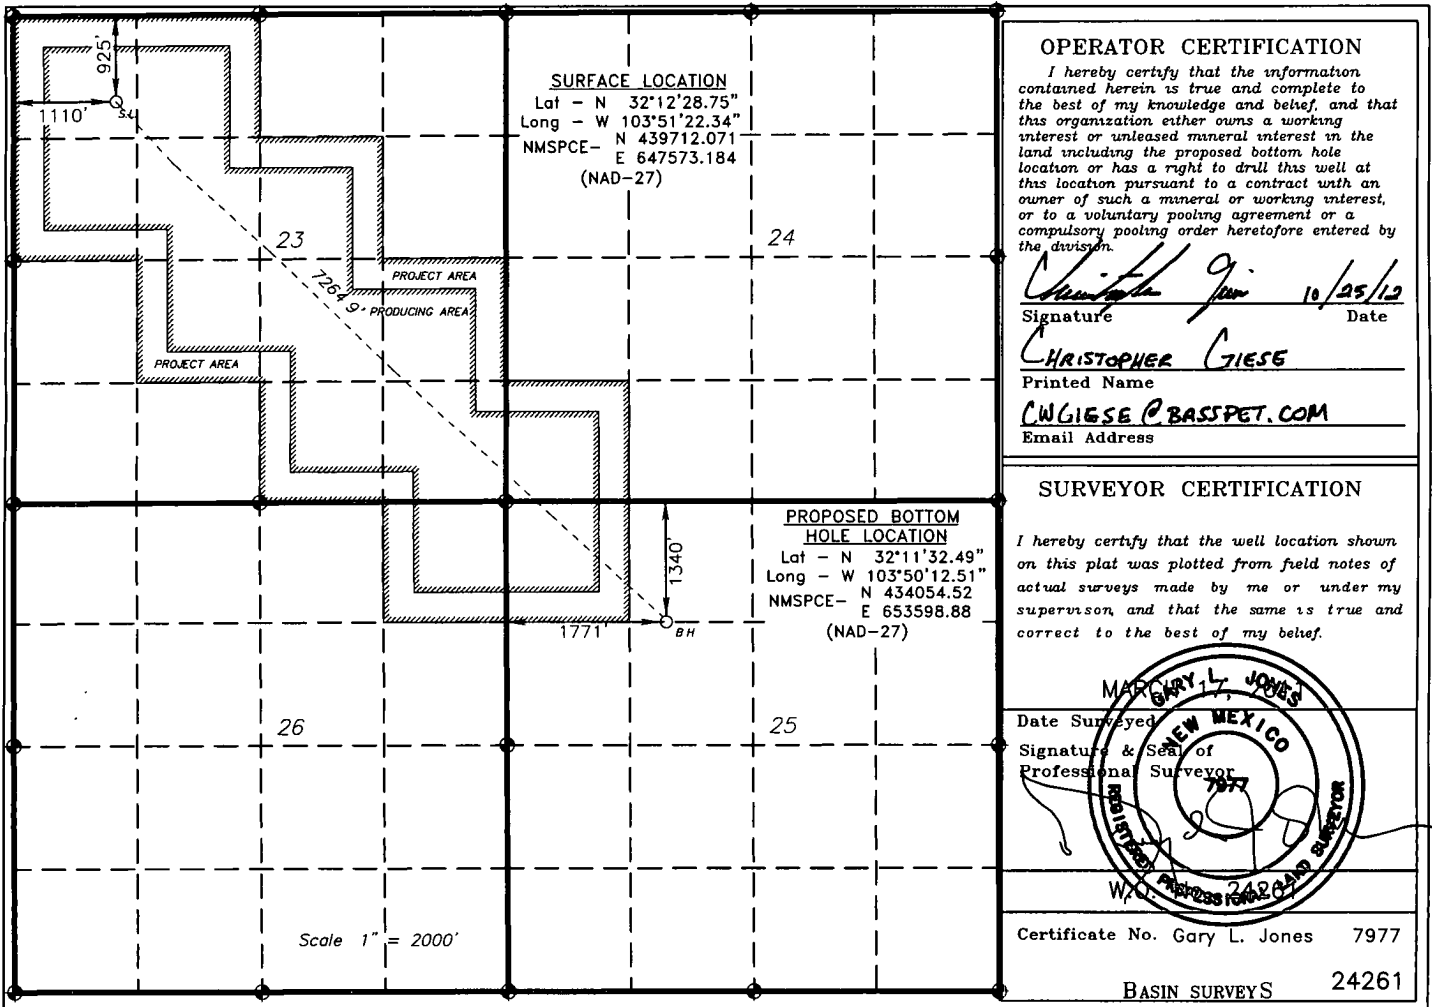 925'
1110'
S.L.
SURFACE LOCATION
Lat - N 32°12'28.75"
Long - W 103°51'22.34"
NMSPCE- N 439712.071
E 647573.184
(NAD-27)
23
24
7264.9'
PROJECT AREA
PRODUCING AREA
PROJECT AREA
PROPOSED BOTTOM
HOLE LOCATION
Lat - N 32°11'32.49"
Long - W 103°50'12.51"
NMSPCE- N 434054.52
E 653598.88
(NAD-27)
1340'
1771'
BH
26
25
Scale 1" = 2000'
OPERATOR CERTIFICATION
I hereby certify that the information
contained herein is true and complete to
the best of my knowledge and belief, and that
this organization either owns a working
interest or unleased mineral interest in the
land including the proposed bottom hole
location or has a right to drill this well at
this location pursuant to a contract with an
owner of such a mineral or working interest,
or to a voluntary pooling agreement or a
compulsory pooling order heretofore entered by
the division.
10/25/12
Signature Date
CHRISTOPHER GIESE
Printed Name
CWGIESE@BASSPET.COM
Email Address
SURVEYOR CERTIFICATION
I hereby certify that the well location shown
on this plat was plotted from field notes of
actual surveys made by me or under my
supervison, and that the same is true and
correct to the best of my belief.
MARCH 17,
Date Surveyed
Signature & Seal of
Professional Surveyor
GARY L. JONES
NEW MEXICO
7977
REGISTERED PROFESSIONAL LAND SURVEYOR
W.O.
Certificate No. Gary L. Jones 7977
BASIN SURVEYS 24261